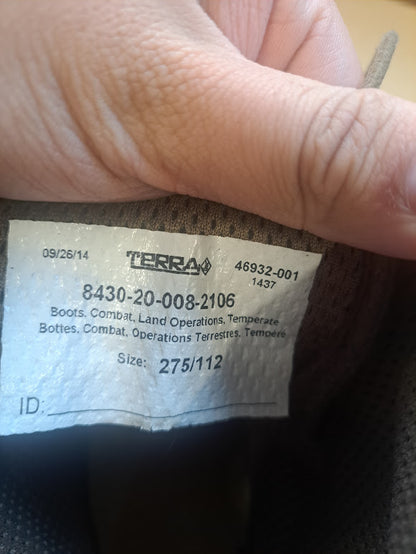 09/26/14 TERRA 46932-001
1437
8430-20-008-2106
Boots, Combat, Land Operations, Temperate
Bottes, Combat, Operations Terrestres, Tempéré
Size: 275/112
ID: